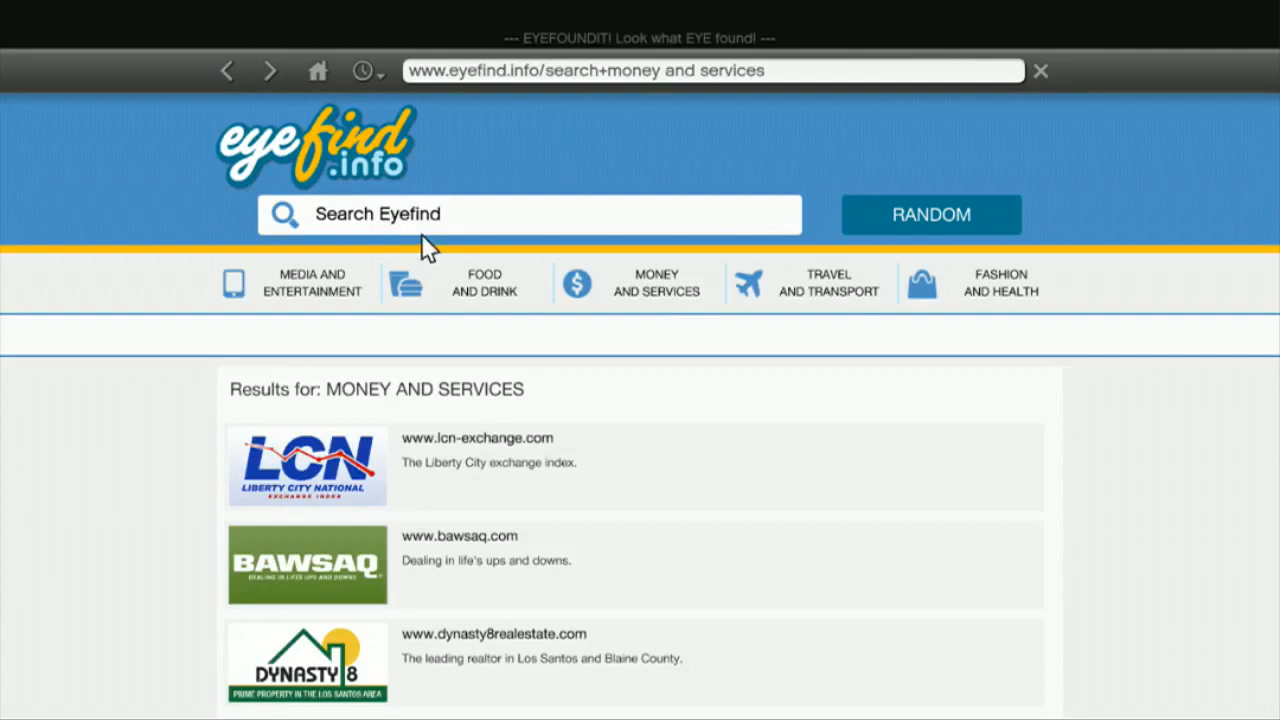 --- EYEFOUNDIT! Look what EYE found! ---
www.eyefind.info/search+money and services
eyefind
.info
Search Eyefind
RANDOM
MEDIA AND
ENTERTAINMENT
FOOD
AND DRINK
MONEY
AND SERVICES
TRAVEL
AND TRANSPORT
FASHION
AND HEALTH
Results for: MONEY AND SERVICES
LCN
LIBERTY CITY NATIONAL
EXCHANGE INDEX
www.lcn-exchange.com
The Liberty City exchange index.
BAWSAQ
DEALING IN LIFE'S UPS AND DOWNS
www.bawsaq.com
Dealing in life's ups and downs.
DYNASTY 8
PRIME PROPERTY IN THE LOS SANTOS AREA
www.dynasty8realestate.com
The leading realtor in Los Santos and Blaine County.